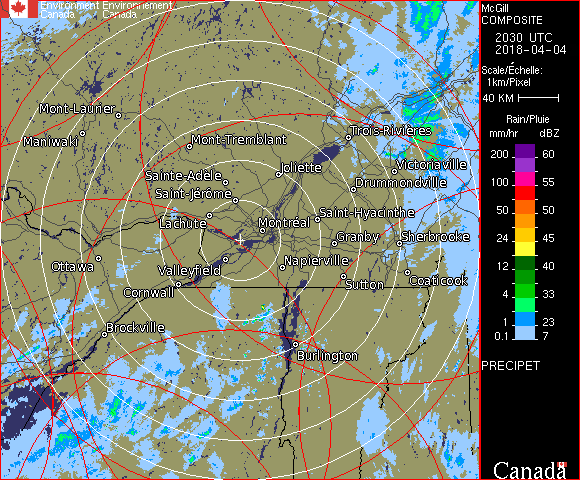 Environment Environnement
Canada Canada
McGill
COMPOSITE
2030 UTC
2018-04-04
Scale/Échelle:
1km/Pixel
40 KM
Rain/Pluie
mm/hr dBZ
200 60
100 55
50 50
24 45
12 40
4 33
1 23
0.1 7
PRECIPET
Canada
Mont-Laurier
Maniwaki
Mont-Tremblant
Trois-Rivières
Joliette
Victoriaville
Sainte-Adèle
Drummondville
Saint-Jérôme
Lachute
Saint-Hyacinthe
Montréal
Granby
Sherbrooke
Ottawa
Valleyfield
Napierville
Sutton
Coaticook
Cornwall
Brockville
Burlington